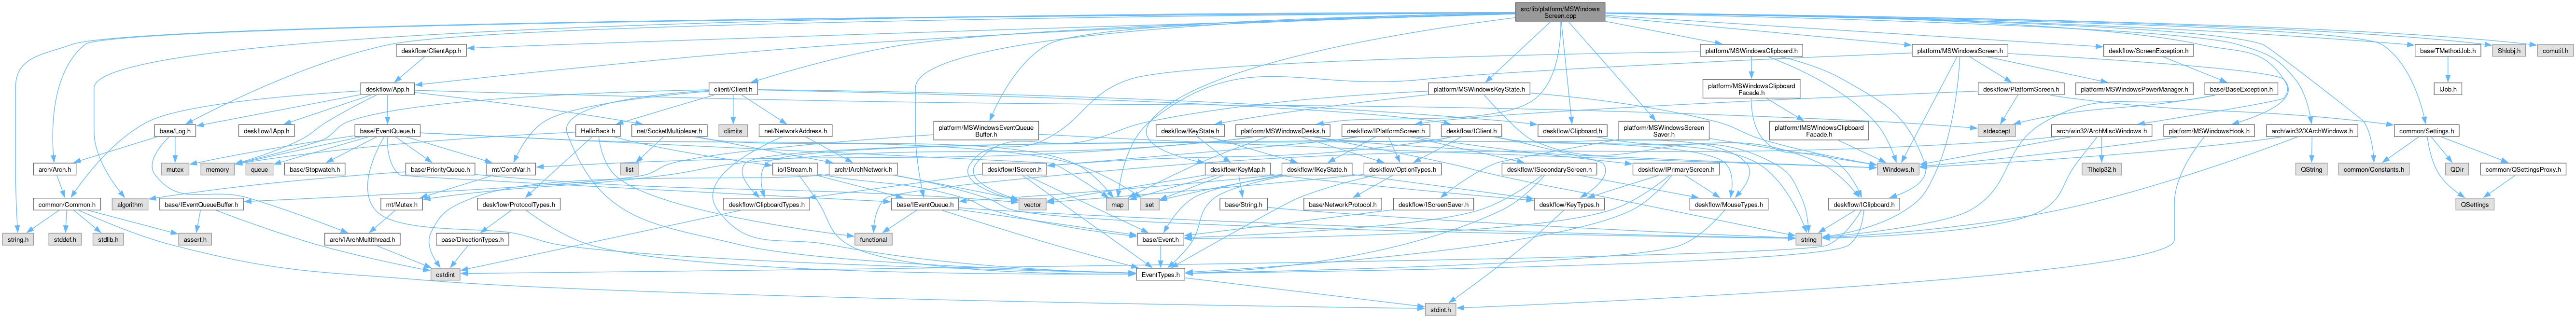 src/lib/platform/MSWindows
Screen.cpp
deskflow/ClientApp.h
platform/MSWindowsClipboard.h
platform/MSWindowsScreen.h
deskflow/ScreenException.h
base/TMethodJob.h
Shlobj.h
comutil.h
deskflow/App.h
client/Client.h
platform/MSWindowsKeyState.h
platform/MSWindowsClipboard
Facade.h
deskflow/PlatformScreen.h
platform/MSWindowsPowerManager.h
base/BaseException.h
IJob.h
base/Log.h
deskflow/IApp.h
base/EventQueue.h
net/SocketMultiplexer.h
HelloBack.h
climits
net/NetworkAddress.h
platform/MSWindowsEventQueue
Buffer.h
deskflow/KeyState.h
platform/MSWindowsDesks.h
deskflow/IPlatformScreen.h
deskflow/IClient.h
deskflow/Clipboard.h
platform/MSWindowsScreen
Saver.h
platform/IMSWindowsClipboard
Facade.h
stdexcept
arch/win32/ArchMiscWindows.h
platform/MSWindowsHook.h
arch/win32/XArchWindows.h
common/Settings.h
arch/Arch.h
mutex
memory
queue
base/Stopwatch.h
base/PriorityQueue.h
mt/CondVar.h
list
io/IStream.h
arch/IArchNetwork.h
deskflow/IScreen.h
deskflow/KeyMap.h
deskflow/IKeyState.h
deskflow/OptionTypes.h
deskflow/ISecondaryScreen.h
deskflow/IPrimaryScreen.h
Windows.h
Tlhelp32.h
QString
common/Constants.h
QDir
common/QSettingsProxy.h
common/Common.h
algorithm
base/IEventQueueBuffer.h
mt/Mutex.h
deskflow/ProtocolTypes.h
deskflow/ClipboardTypes.h
base/IEventQueue.h
vector
map
set
base/String.h
base/NetworkProtocol.h
deskflow/IScreenSaver.h
deskflow/KeyTypes.h
deskflow/MouseTypes.h
deskflow/IClipboard.h
QSettings
string.h
stddef.h
stdlib.h
assert.h
arch/IArchMultithread.h
base/DirectionTypes.h
functional
base/Event.h
string
cstdint
EventTypes.h
stdint.h